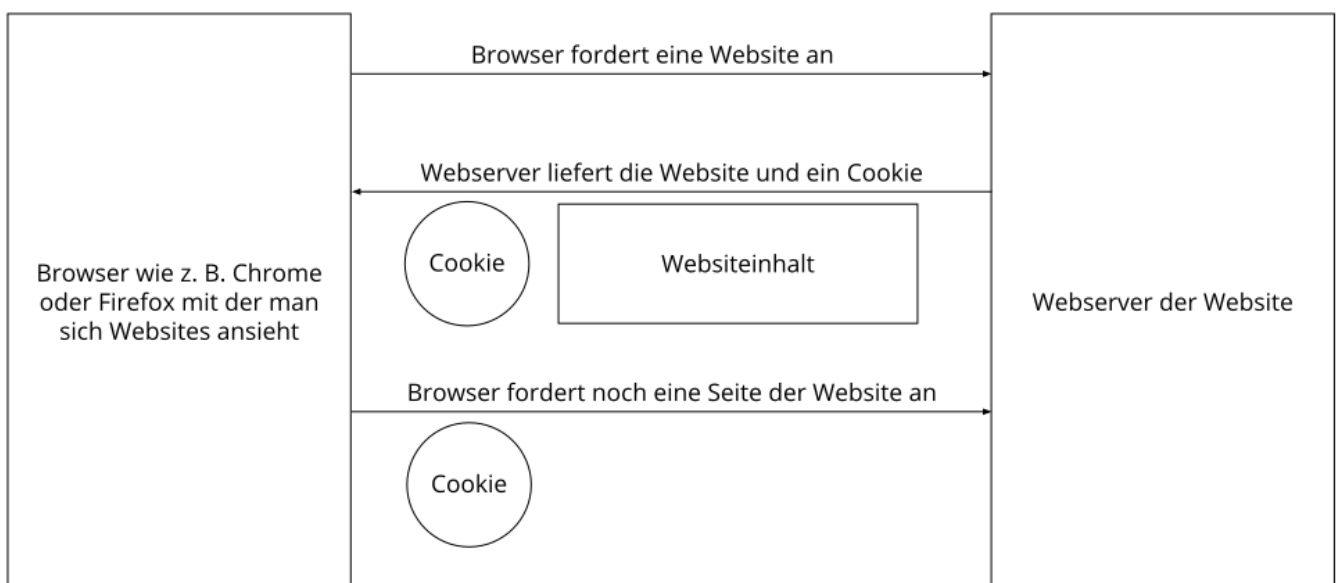 Browser fordert eine Website an
Webserver liefert die Website und ein Cookie
Cookie
Websiteinhalt
Browser wie z. B. Chrome
oder Firefox mit der man
sich Websites ansieht
Webserver der Website
Browser fordert noch eine Seite der Website an
Cookie